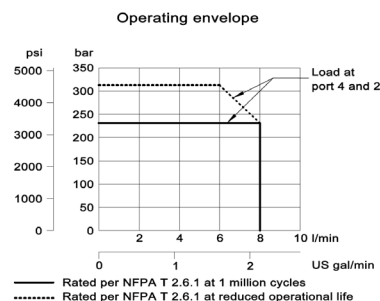 Operating envelope
psi bar
5000 350
300
4000 250
3000 200
150
2000 100
1000 50
0 0
Load at
port 4 and 2
2 4 6 8 10 l/min
0 1 2 US gal/min
Rated per NFPA T 2.6.1 at 1 million cycles
Rated per NFPA T 2.6.1 at reduced operational life